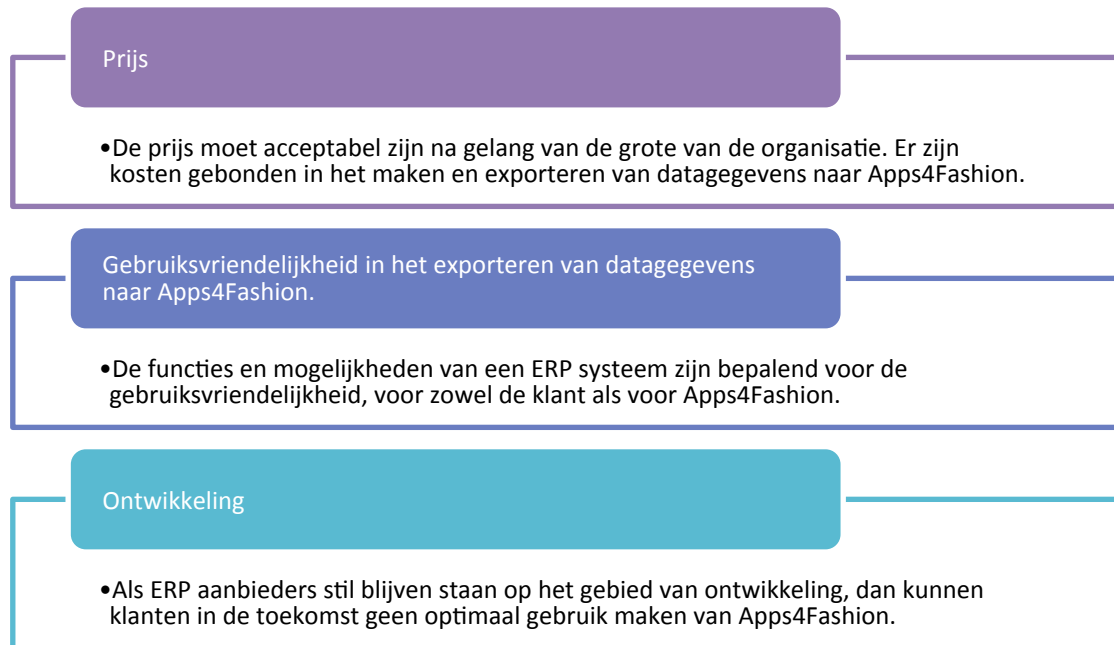 Prijs
•De prijs moet acceptabel zijn na gelang van de grote van de organisatie. Er zijn
kosten gebonden in het maken en exporteren van datagegevens naar Apps4Fashion.
Gebruiksvriendelijkheid in het exporteren van datagegevens
naar Apps4Fashion.
•De functies en mogelijkheden van een ERP systeem zijn bepalend voor de
gebruiksvriendelijkheid, voor zowel de klant als voor Apps4Fashion.
Ontwikkeling
•Als ERP aanbieders stil blijven staan op het gebied van ontwikkeling, dan kunnen
klanten in de toekomst geen optimaal gebruik maken van Apps4Fashion.